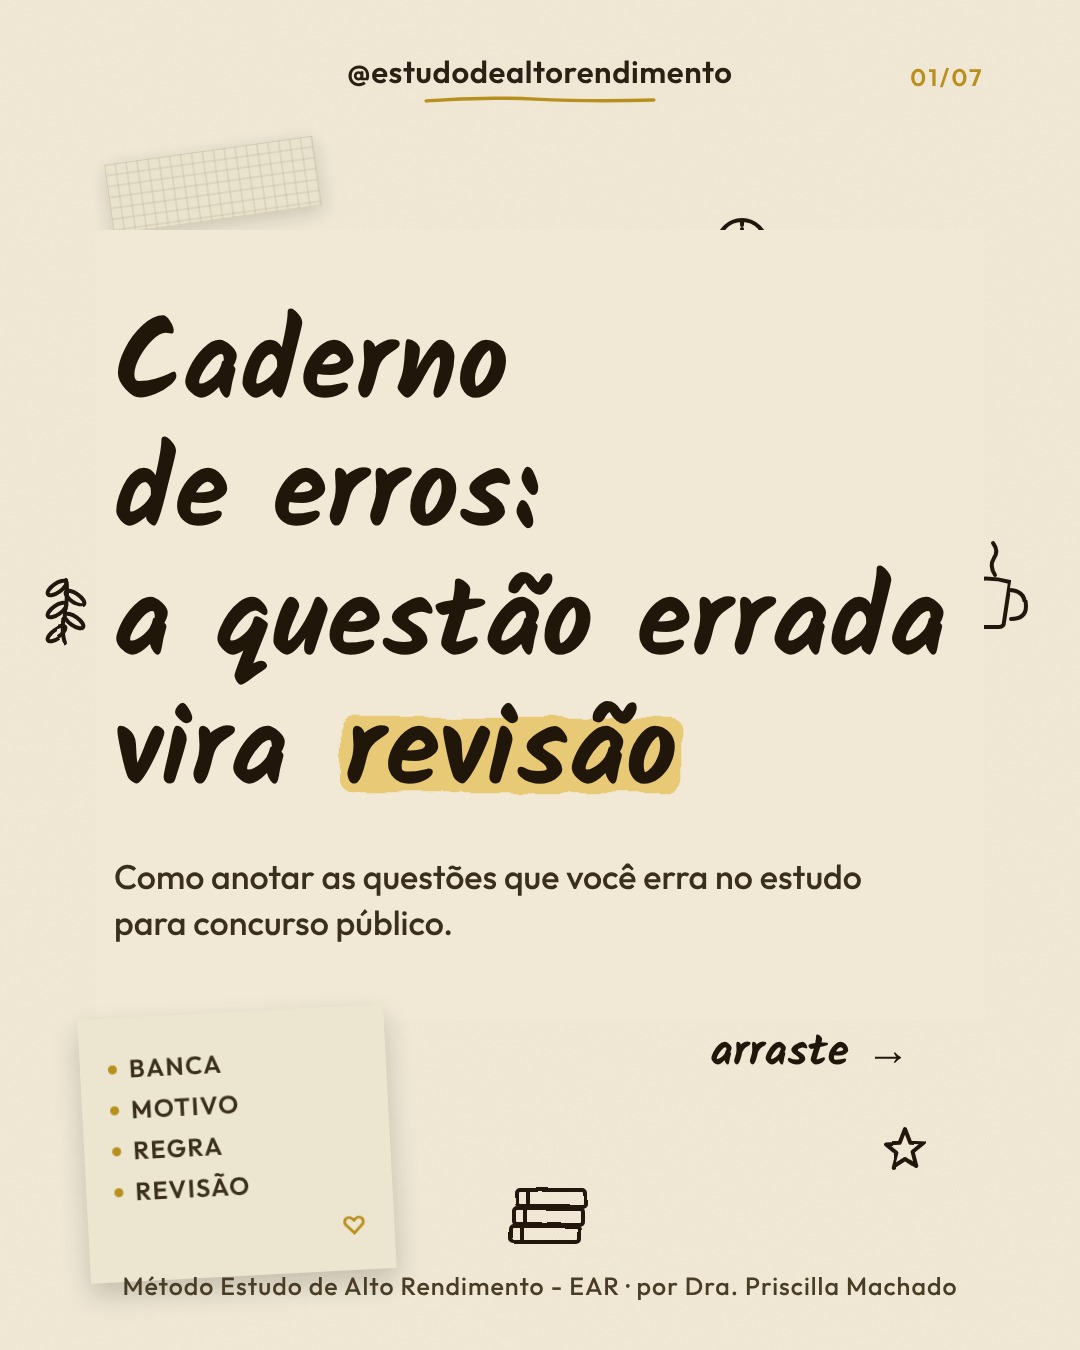 @estudodealtorendimento
01/07
Caderno
de erros:
a questão errada
vira revisão
Como anotar as questões que você erra no estudo
para concurso público.
arraste →
BANCA
MOTIVO
REGRA
REVISÃO
Método Estudo de Alto Rendimento - EAR · por Dra. Priscilla Machado